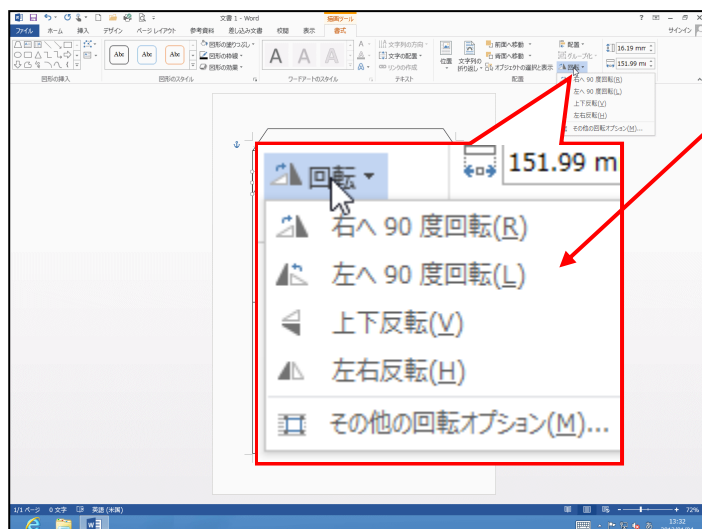 文書 1 - Word
描画ツール
ファイル ホーム 挿入 デザイン ページ レイアウト 参考資料 差し込み文書 校閲 表示 書式 サインイン
Abc Abc Abc
図形の塗りつぶし
図形の枠線
図形の効果
A A A
文字列の方向
文字の配置
リンクの作成
位置
文字列の
折り返し
前面へ移動
背面へ移動
オブジェクトの選択と表示
配置
グループ化
回転
16.19 mm
151.99 mm
図形の挿入 図形のスタイル ワードアートのスタイル テキスト 配置
右へ 90 度回転(R)
左へ 90 度回転(L)
上下反転(V)
左右反転(H)
その他の回転オプション(M)...
回転
151.99 m
右へ 90 度回転(R)
左へ 90 度回転(L)
上下反転(V)
左右反転(H)
その他の回転オプション(M)...
1/1 ページ 0 文字 英語 (米国) 72%
13:32